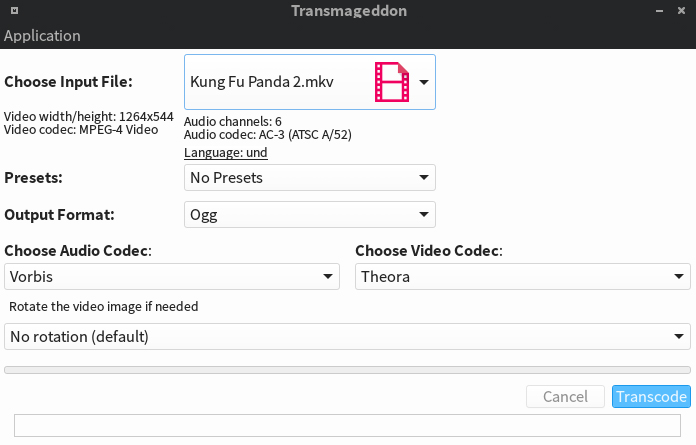 Transmageddon
Application
Choose Input File:
Kung Fu Panda 2.mkv
Video width/height: 1264x544
Video codec: MPEG-4 Video
Audio channels: 6
Audio codec: AC-3 (ATSC A/52)
Language: und
Presets:
No Presets
Output Format:
Ogg
Choose Audio Codec:
Choose Video Codec:
Vorbis
Theora
Rotate the video image if needed
No rotation (default)
Cancel
Transcode